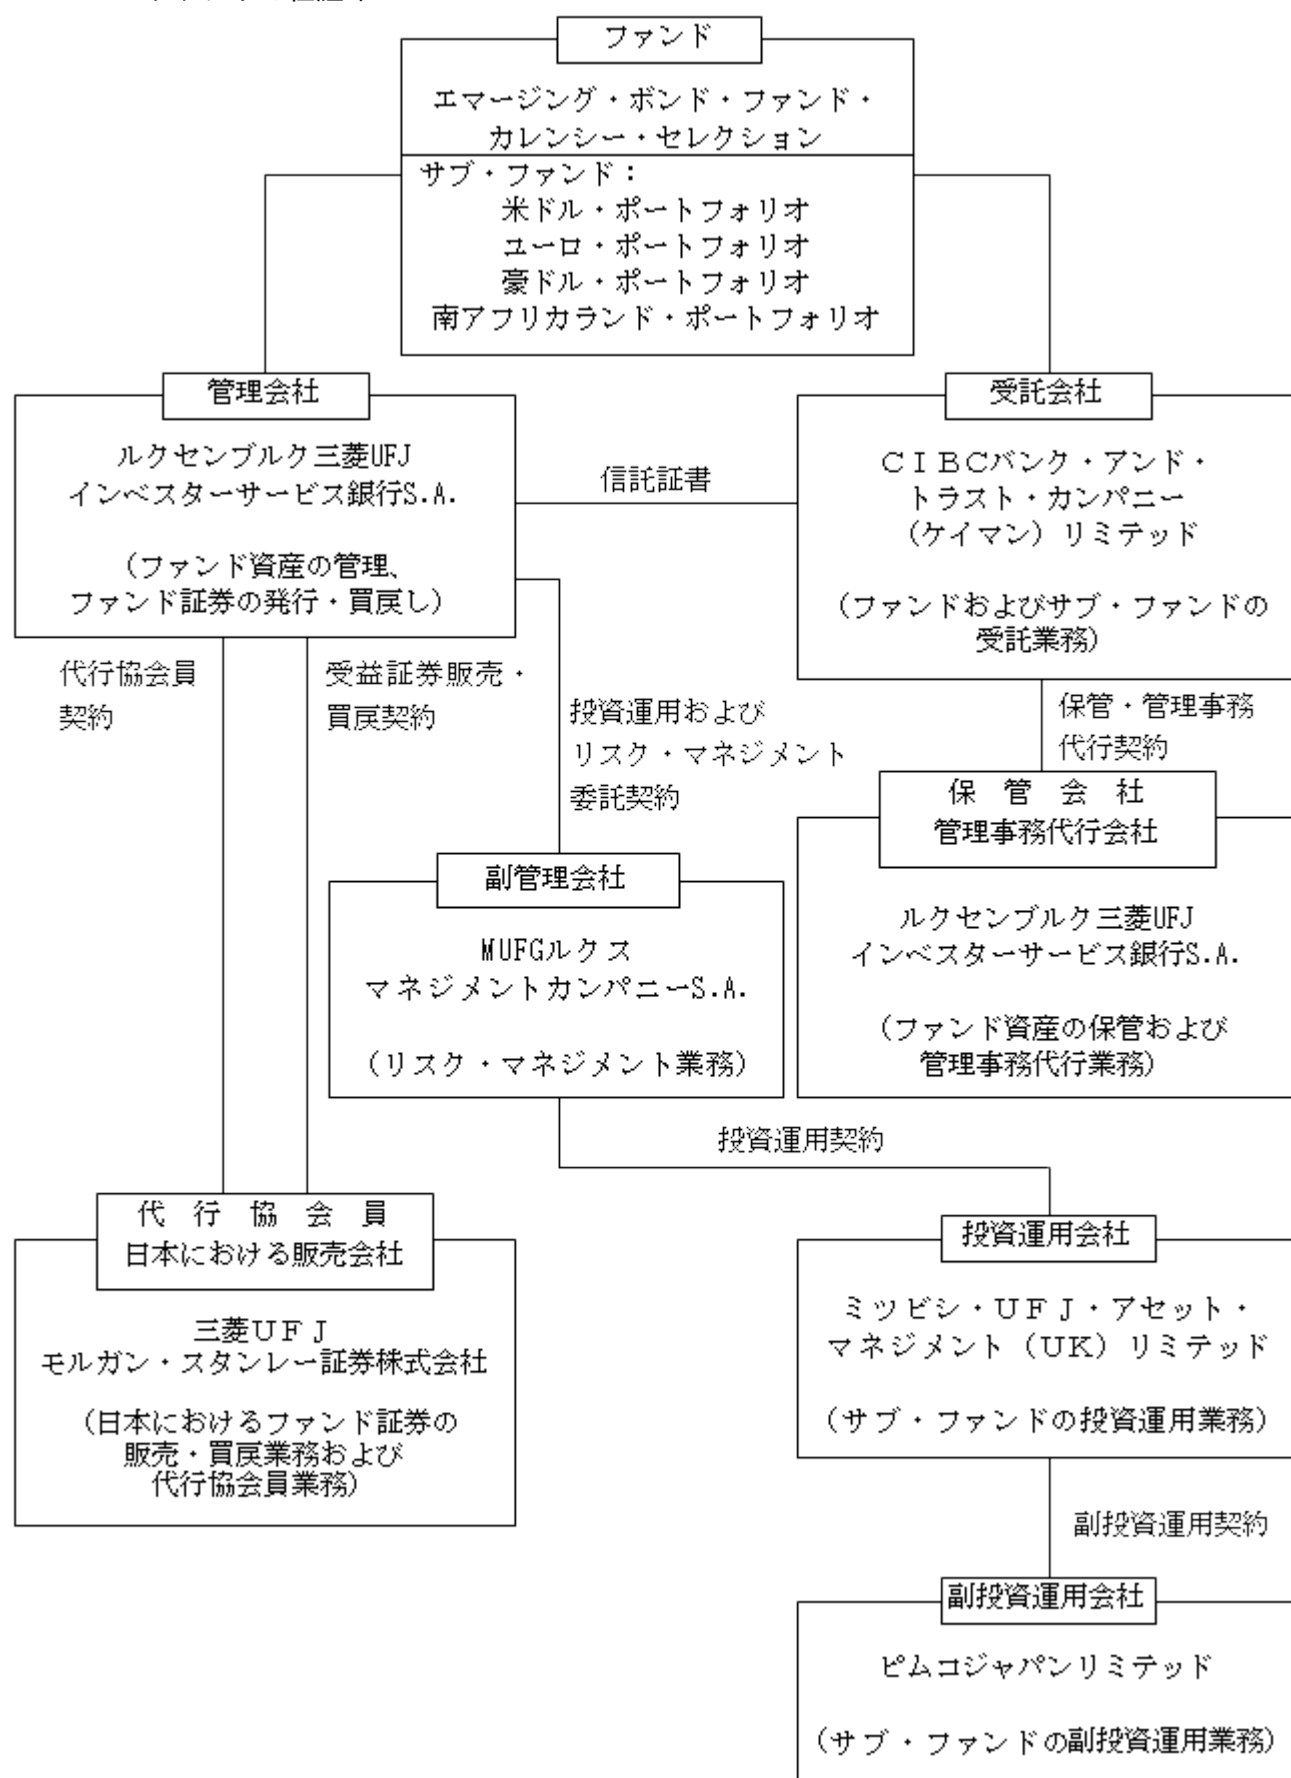 ファンド
エマージング・ボンド・ファンド・
カレンシー・セレクション
サブ・ファンド：
米ドル・ポートフォリオ
ユーロ・ポートフォリオ
豪ドル・ポートフォリオ
南アフリカランド・ポートフォリオ
管理会社
ルクセンブルク三菱UFJ
インベスターサービス銀行S.A.
（ファンド資産の管理、
ファンド証券の発行・買戻し）
信託証書
受託会社
ＣＩＢＣバンク・アンド・
トラスト・カンパニー
（ケイマン）リミテッド
（ファンドおよびサブ・ファンドの
受託業務）
代行協会員
契約
受益証券販売・
買戻契約
投資運用および
リスク・マネジメント
委託契約
保管・管理事務
代行契約
保　管　会　社
管理事務代行会社
ルクセンブルク三菱UFJ
インベスターサービス銀行S.A.
（ファンド資産の保管および
管理事務代行業務）
副管理会社
MUFGルクス
マネジメントカンパニーS.A.
（リスク・マネジメント業務）
投資運用契約
代　行　協　会　員
日本における販売会社
三菱ＵＦＪ
モルガン・スタンレー証券株式会社
（日本におけるファンド証券の
販売・買戻業務および
代行協会員業務）
投資運用会社
ミツビシ・ＵＦＪ・アセット・
マネジメント（ＵＫ）リミテッド
（サブ・ファンドの投資運用業務）
副投資運用契約
副投資運用会社
ピムコジャパンリミテッド
（サブ・ファンドの副投資運用業務）